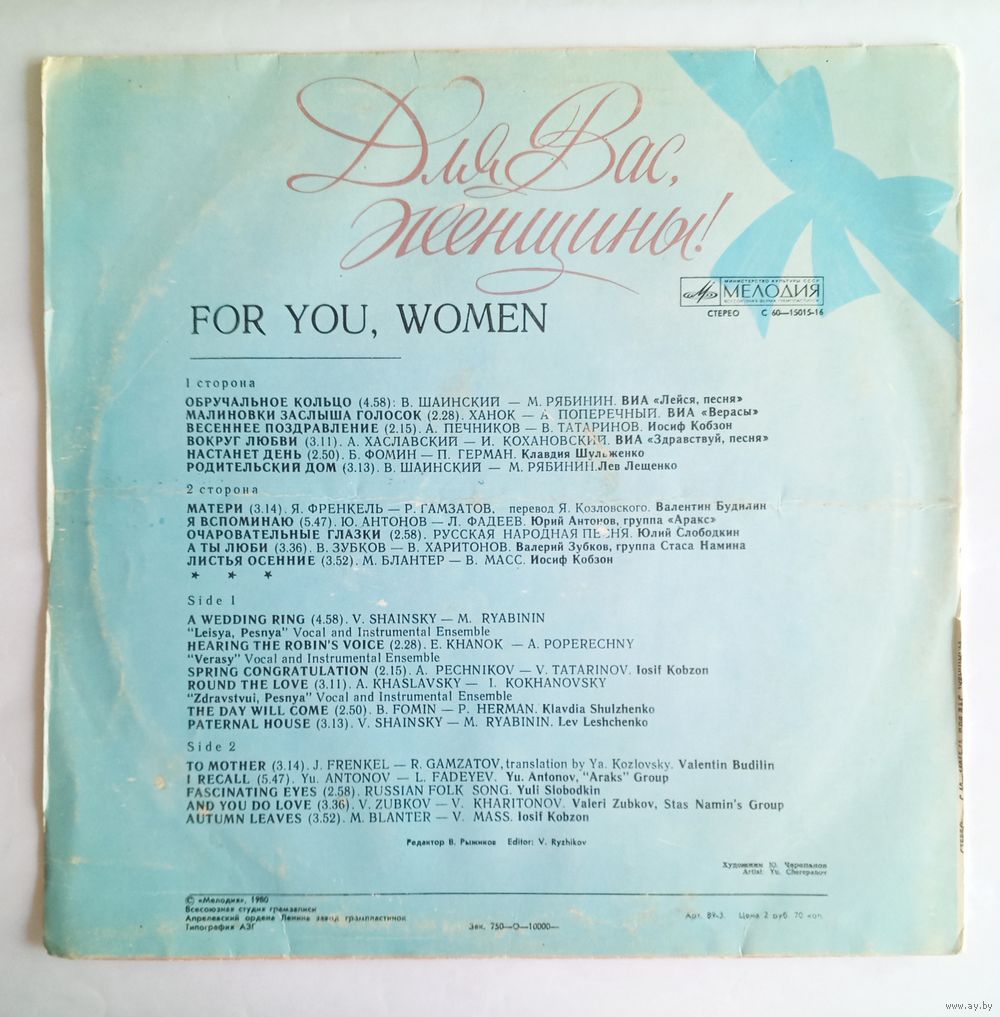 Для Вас,
женщины!
МИНИСТЕРСТВО КУЛЬТУРЫ СССР
МЕЛОДИЯ
ВСЕСОЮЗНАЯ ФИРМА ГРАМПЛАСТИНОК
СТЕРЕО С 60—15015-16
FOR YOU, WOMEN
1 сторона
ОБРУЧАЛЬНОЕ КОЛЬЦО (4.58): В. ШАИНСКИЙ — М. РЯБИНИН. ВИА «Лейся, песня»
МАЛИНОВКИ ЗАСЛЫША ГОЛОСОК (2.28). ХАНОК — А ПОПЕРЕЧНЫЙ. ВИА «Верасы»
ВЕСЕННЕЕ ПОЗДРАВЛЕНИЕ (2.15). А. ПЕЧНИКОВ — В. ТАТАРИНОВ. Иосиф Кобзон
ВОКРУГ ЛЮБВИ (3.11). А. ХАСЛАВСКИЙ — И. КОХАНОВСКИЙ. ВИА «Здравствуй, песня»
НАСТАНЕТ ДЕНЬ (2.50). Б. ФОМИН — П. ГЕРМАН. Клавдия Шульженко
РОДИТЕЛЬСКИЙ ДОМ (3.13). В. ШАИНСКИЙ — М. РЯБИНИН. Лев Лещенко
2 сторона
МАТЕРИ (3.14). Я. ФРЕНКЕЛЬ — Р. ГАМЗАТОВ, перевод Я. Козловского. Валентин Будилин
Я ВСПОМИНАЮ (5.47). Ю. АНТОНОВ — Л. ФАДЕЕВ. Юрий Антонов, группа «Аракс»
ОЧАРОВАТЕЛЬНЫЕ ГЛАЗКИ (2.58). РУССКАЯ НАРОДНАЯ ПЕСНЯ. Юлий Слободкин
А ТЫ ЛЮБИ (3.36). В. ЗУБКОВ — В. ХАРИТОНОВ. Валерий Зубков, группа Стаса Намина
ЛИСТЬЯ ОСЕННИЕ (3.52). М. БЛАНТЕР — В. МАСС. Иосиф Кобзон
* * *
Side 1
A WEDDING RING (4.58). V. SHAINSKY — M. RYABININ
"Leisya, Pesnya" Vocal and Instrumental Ensemble
HEARING THE ROBIN'S VOICE (2.28). E. KHANOK — A. POPERECHNY
"Verasy" Vocal and Instrumental Ensemble
SPRING CONGRATULATION (2.15). A. PECHNIKOV — V. TATARINOV. Iosif Kobzon
ROUND THE LOVE (3.11). A. KHASLAVSKY — I. KOKHANOVSKY
"Zdravstvui, Pesnya" Vocal and Instrumental Ensemble
THE DAY WILL COME (2.50). B. FOMIN — P. HERMAN. Klavdia Shulzhenko
PATERNAL HOUSE (3.13). V. SHAINSKY — M. RYABININ. Lev Leshchenko
Side 2
TO MOTHER (3.14). J. FRENKEL — R. GAMZATOV, translation by Ya. Kozlovsky. Valentin Budilin
I RECALL (5.47). Yu. ANTONOV — L. FADEYEV. Yu. Antonov, "Araks" Group
FASCINATING EYES (2.58). RUSSIAN FOLK SONG. Yuli Slobodkin
AND YOU DO LOVE (3.36). V. ZUBKOV — V. KHARITONOV. Valeri Zubkov, Stas Namin's Group
AUTUMN LEAVES (3.52). M. BLANTER — V. MASS. Iosif Kobzon
Редактор В. Рыжиков Editor: V. Ryzhikov
Художник Ю. Черепанов
Artist Yu. Cherepanov
© «Мелодия», 1980
Всесоюзная студия грамзаписи
Апрелевский ордена Ленина завод грампластинок
Типография АЗГ
Зак. 750—О—10000—
Арт. 89-3. Цена 2 руб. 70 коп.
www.ay.by